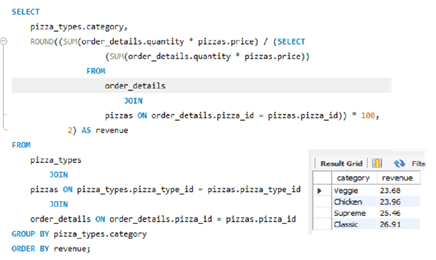 SELECT
pizza_types.category,
ROUND((SUM(order_details.quantity * pizzas.price) / (SELECT
(SUM(order_details.quantity * pizzas.price))
FROM
order_details
JOIN
pizzas ON order_details.pizza_id = pizzas.pizza_id)) * 100,
2) AS revenue
FROM
pizza_types
JOIN
pizzas ON pizza_types.pizza_type_id = pizzas.pizza_type_id
JOIN
order_details ON order_details.pizza_id = pizzas.pizza_id
GROUP BY pizza_types.category
ORDER BY revenue;
Result Grid Filte
category revenue
Veggie 23.68
Chicken 23.96
Supreme 25.46
Classic 26.91